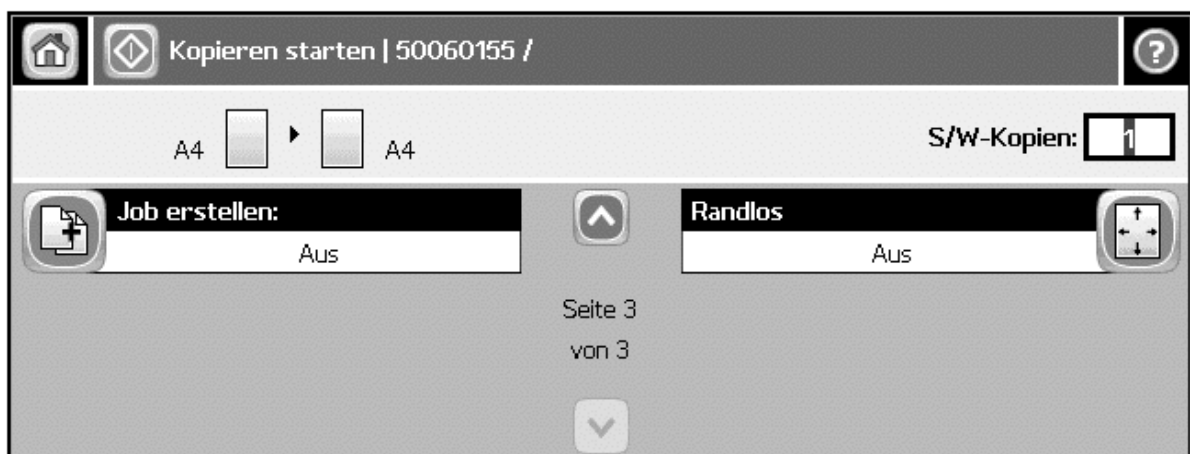 Kopieren starten | 50060155 /
?
A4
A4
S/W-Kopien: 1
Job erstellen:
Aus
Randlos
Aus
Seite 3
von 3